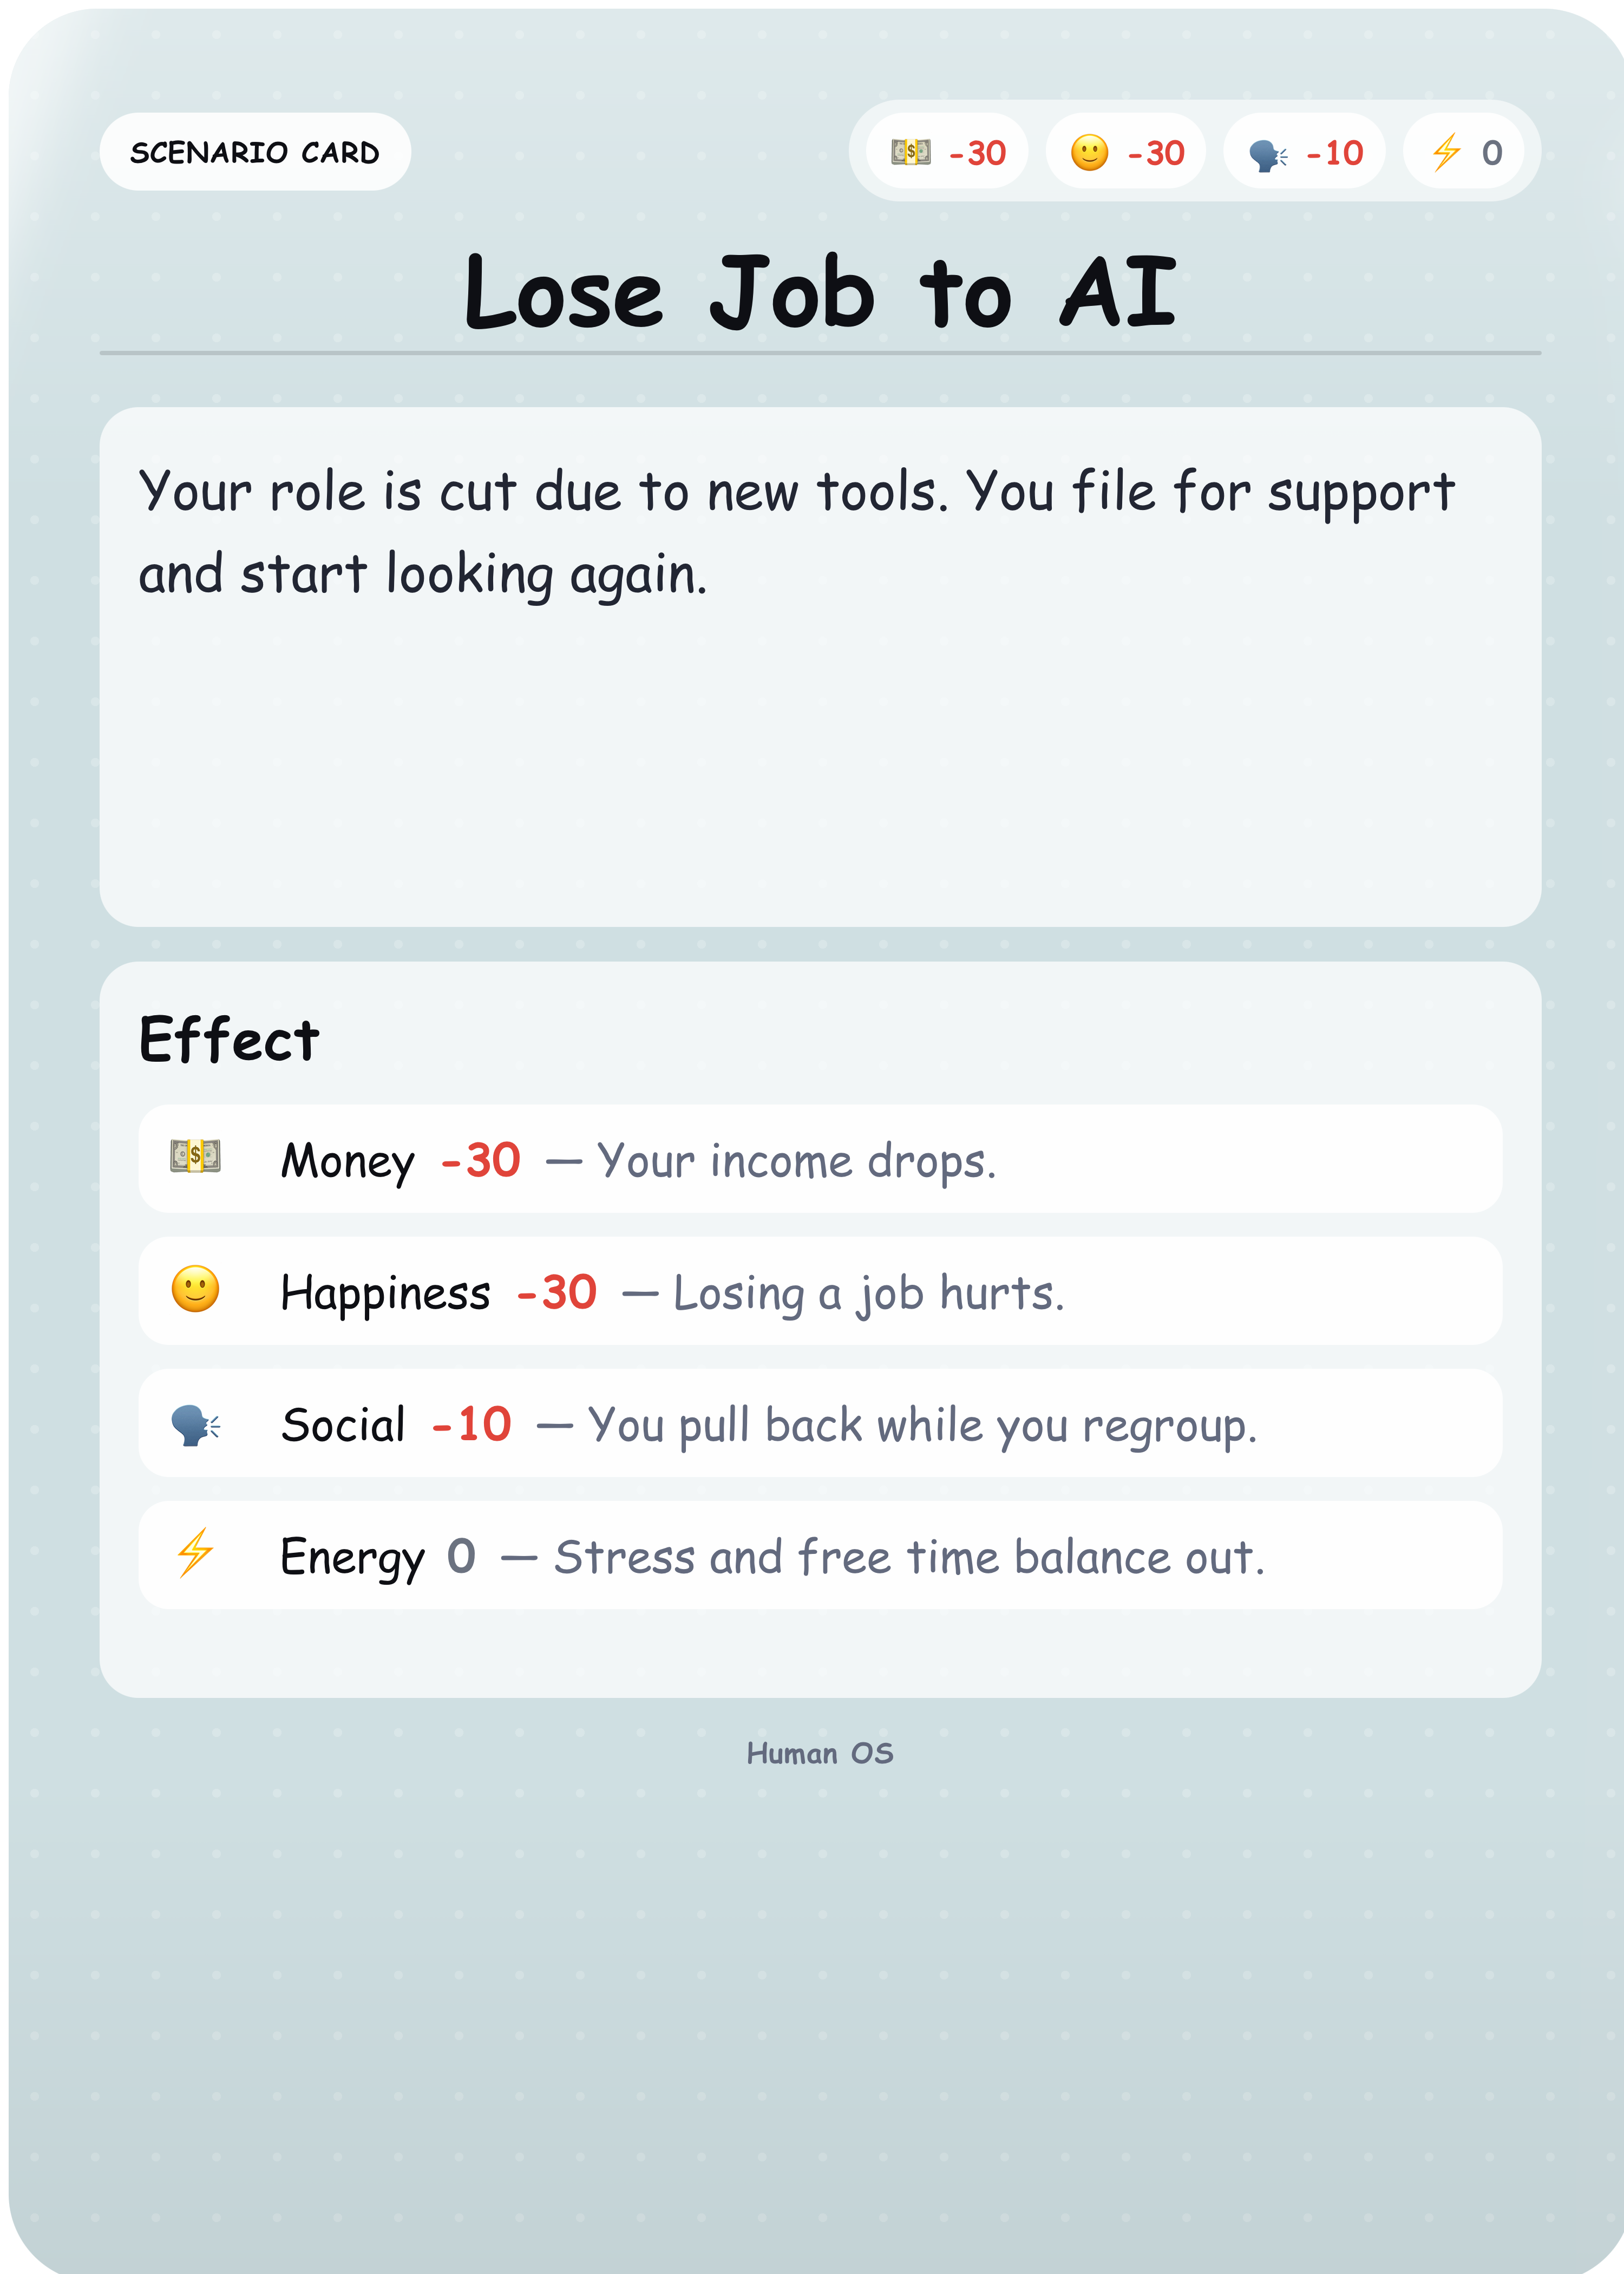 SCENARIO CARD
💵 -30 🙂 -30 🗣️ -10 ⚡ 0
Lose Job to AI
Your role is cut due to new tools. You file for support
and start looking again.
Effect
💵 Money -30 — Your income drops.
🙂 Happiness -30 — Losing a job hurts.
🗣️ Social -10 — You pull back while you regroup.
⚡ Energy 0 — Stress and free time balance out.
Human OS